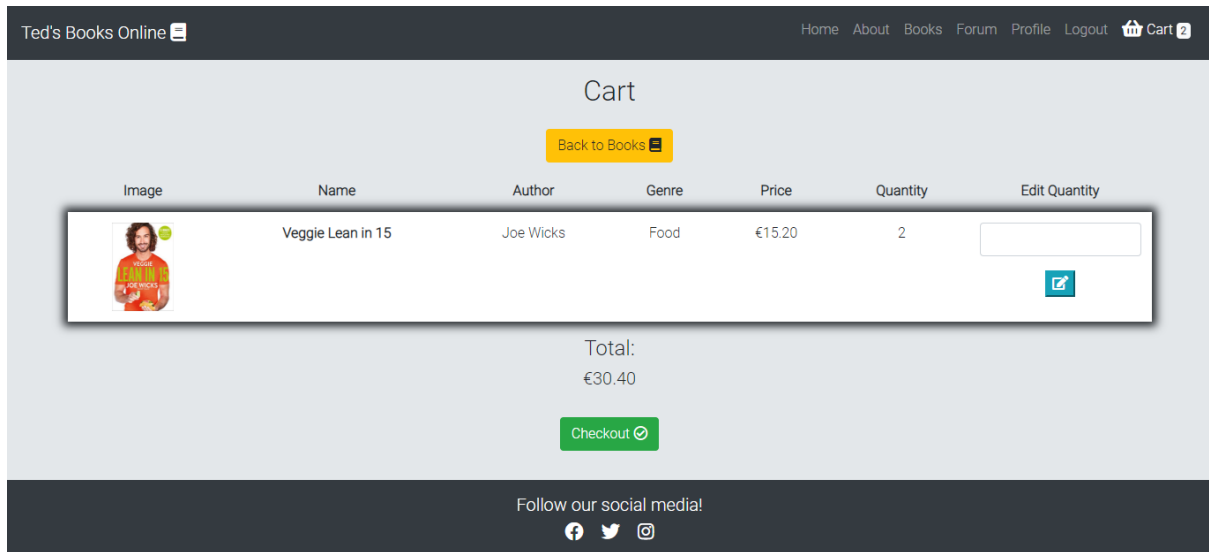 Ted's Books Online
Home About Books Forum Profile Logout Cart 2
Cart
Back to Books
Image Name Author Genre Price Quantity Edit Quantity
Veggie Lean in 15 Joe Wicks Food €15.20 2
VEGGIE
LEAN IN 15
JOE WICKS
Total:
€30.40
Checkout
Follow our social media!